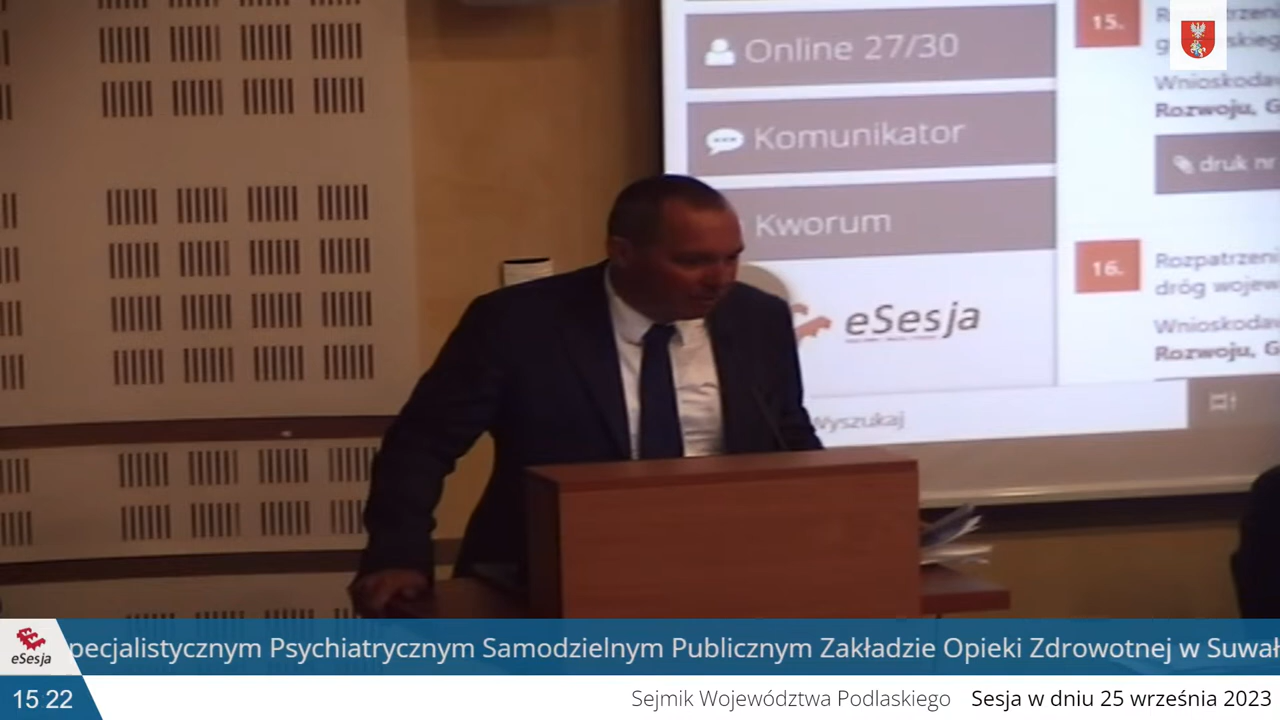 Online 27/30
Komunikator
Kworum
eSesja
Wyszukaj
15.
Wnioskoda
Rozwoju, G
druk nr
16.
Rozpatrzeni
dróg wojew
Wnioskoda
Rozwoju, G
eSesja
pecjalistycznym Psychiatrycznym Samodzielnym Publicznym Zakładzie Opieki Zdrowotnej w Suwał
15 22
Sejmik Województwa Podlaskiego Sesja w dniu 25 września 2023